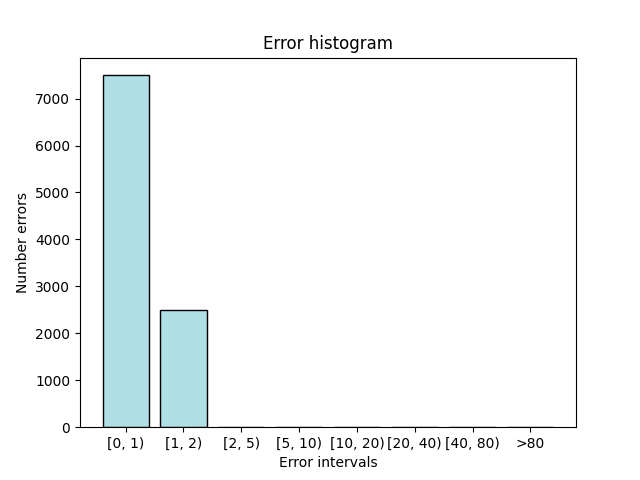 Error histogram
7000
6000
5000
4000
3000
2000
1000
0
Number errors
[0, 1) [1, 2) [2, 5) [5, 10) [10, 20) [20, 40) [40, 80) >80
Error intervals